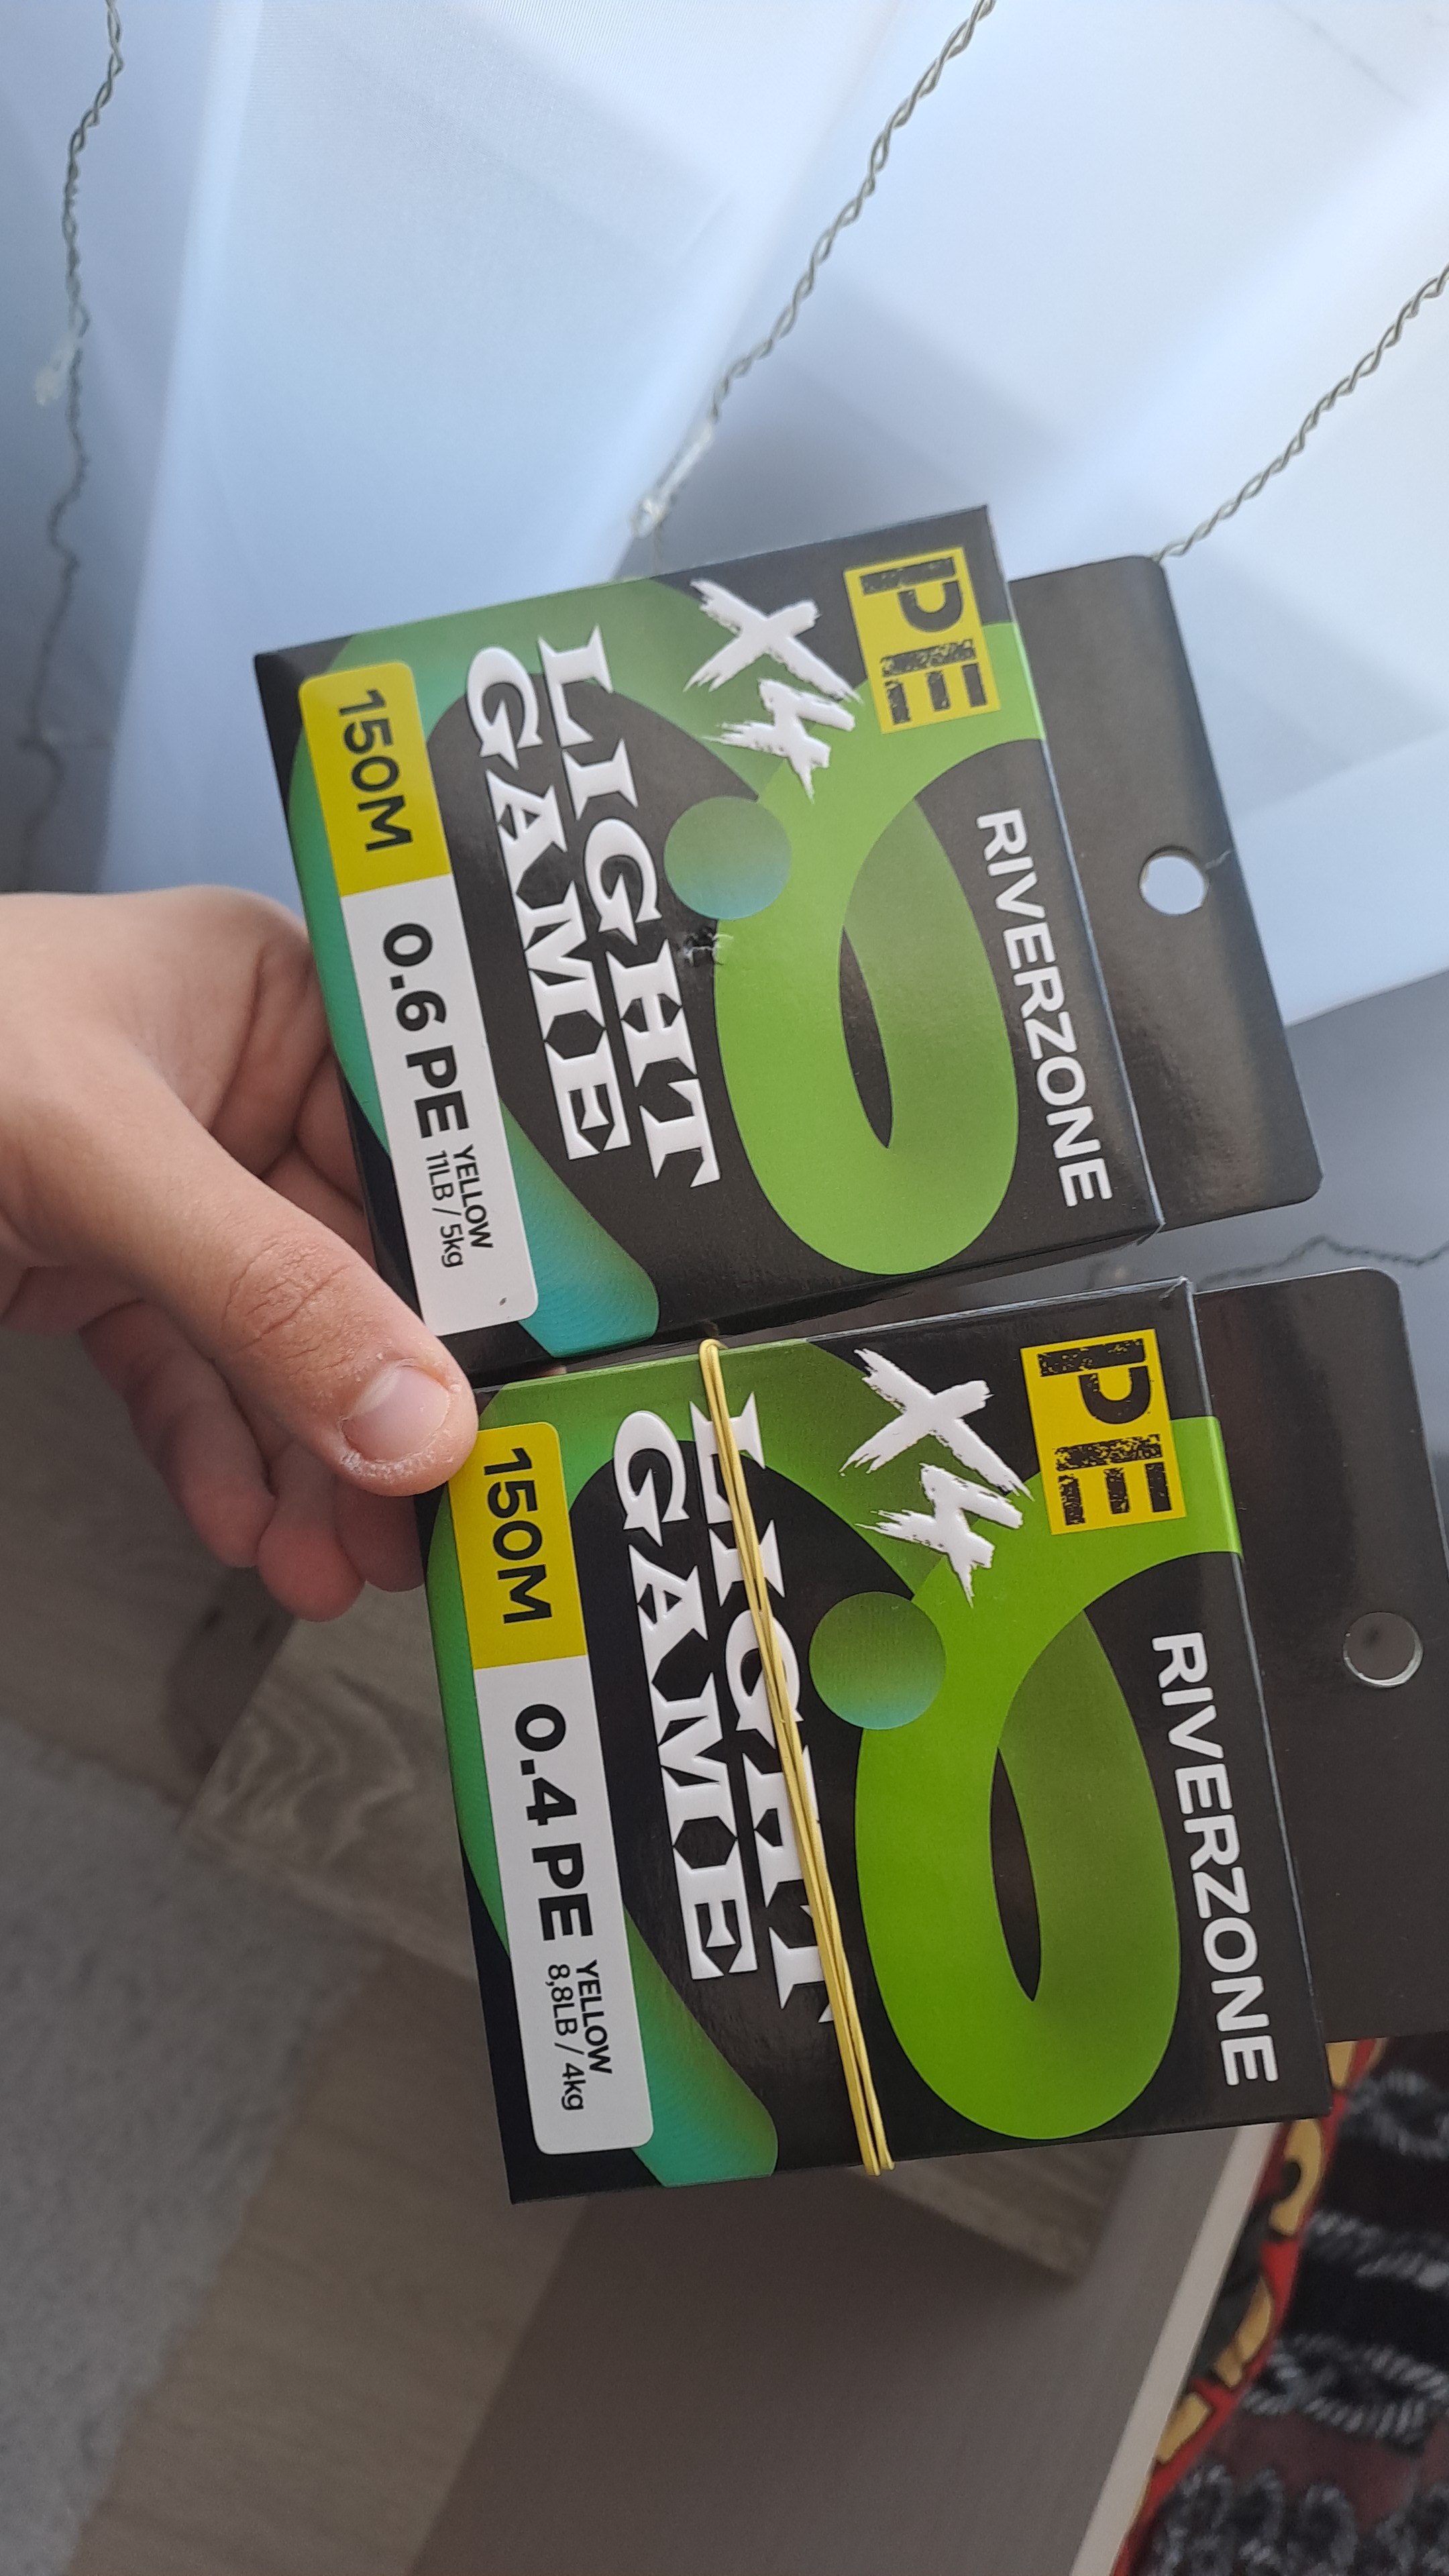 RIVERZONE
PE
X4
LIGHT
GAME
150M
0.6 PE
YELLOW
11LB / 5kg
RIVERZONE
PE
X4
LIGHT
GAME
150M
0.4 PE
YELLOW
8,8LB / 4kg